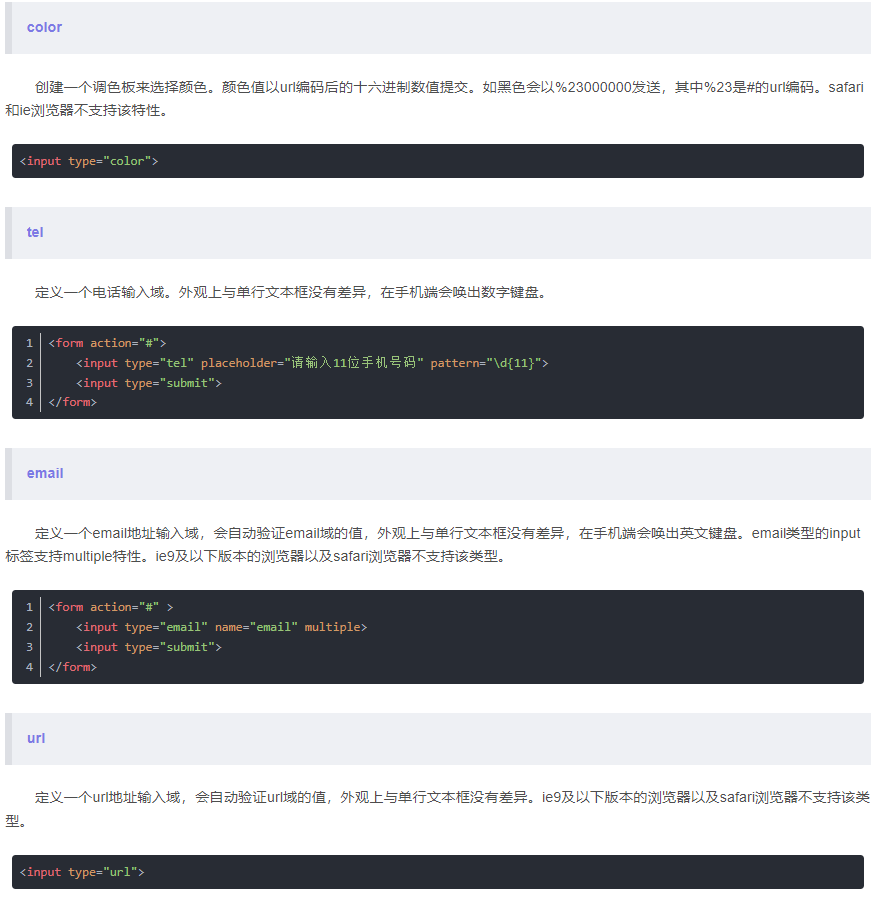 color
创建一个调色板来选择颜色。颜色值以url编码后的十六进制数值提交。如黑色会以%23000000发送，其中%23是#的url编码。safari
和ie浏览器不支持该特性。
<input type="color">
tel
定义一个电话输入域。外观上与单行文本框没有差异，在手机端会唤出数字键盘。
1 <form action="#">
2     <input type="tel" placeholder="请输入11位手机号码" pattern="\d{11}">
3     <input type="submit">
4 </form>
email
定义一个email地址输入域，会自动验证email域的值，外观上与单行文本框没有差异，在手机端会唤出英文键盘。email类型的input
标签支持multiple特性。ie9及以下版本的浏览器以及safari浏览器不支持该类型。
1 <form action="#" >
2     <input type="email" name="email" multiple>
3     <input type="submit">
4 </form>
url
定义一个url地址输入域，会自动验证url域的值，外观上与单行文本框没有差异。ie9及以下版本的浏览器以及safari浏览器不支持该类
型。
<input type="url">